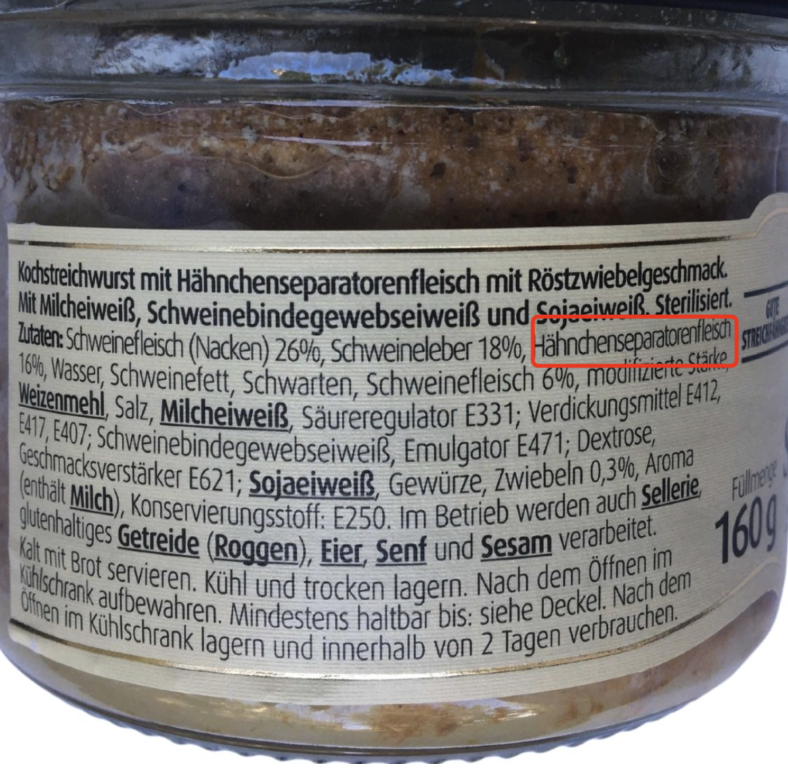 Kochstreichwurst mit Hähnchenseparatorenfleisch mit Röstzwiebelgeschmack.
Mit Milcheiweiß, Schweinebindegewebseiweiß und Sojaeiweiß. Sterilisiert.
Zutaten: Schweinefleisch (Nacken) 26%, Schweineleber 18%, Hähnchenseparatorenfleisch
16%, Wasser, Schweinefett, Schwarten, Schweinefleisch 6%, modifizierte Stärke,
Weizenmehl, Salz, Milcheiweiß, Säureregulator E331; Verdickungsmittel E412,
E417, E407; Schweinebindegewebseiweiß, Emulgator E471; Dextrose,
Geschmacksverstärker E621; Sojaeiweiß, Gewürze, Zwiebeln 0,3%, Aroma
(enthält Milch), Konservierungsstoff: E250. Im Betrieb werden auch Sellerie,
glutenhaltiges Getreide (Roggen), Eier, Senf und Sesam verarbeitet.
Kalt mit Brot servieren. Kühl und trocken lagern. Nach dem Öffnen im
Kühlschrank aufbewahren. Mindestens haltbar bis: siehe Deckel. Nach dem
Öffnen im Kühlschrank lagern und innerhalb von 2 Tagen verbrauchen.
GUTE
Füllmenge
160 g